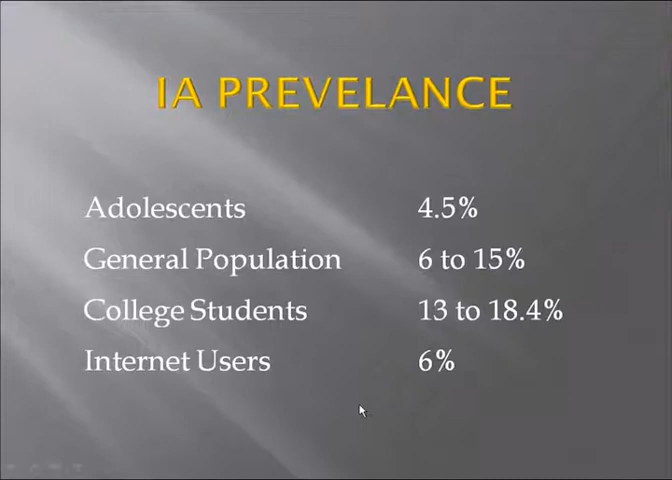 IA PREVELANCE
Adolescents 4.5%
General Population 6 to 15%
College Students 13 to 18.4%
Internet Users 6%